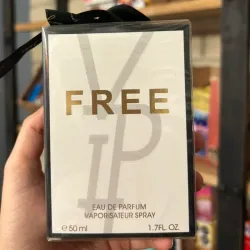 FREE
EAU DE PARFUM
VAPORISATEUR SPRAY
e 50 ml 1.7FL OZ